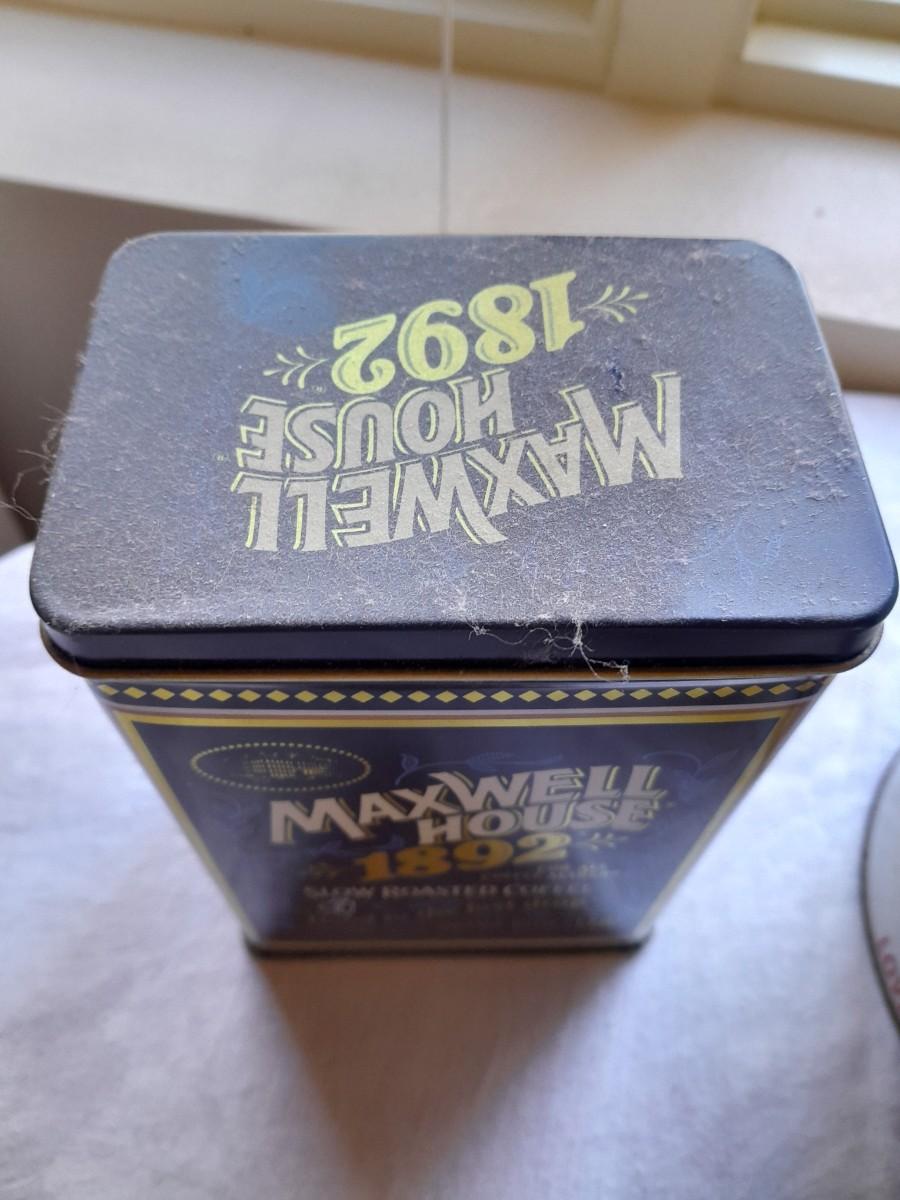 MAXWELL
HOUSE
1892
MAXWELL
HOUSE
1892
SLOW ROASTED COFFEE